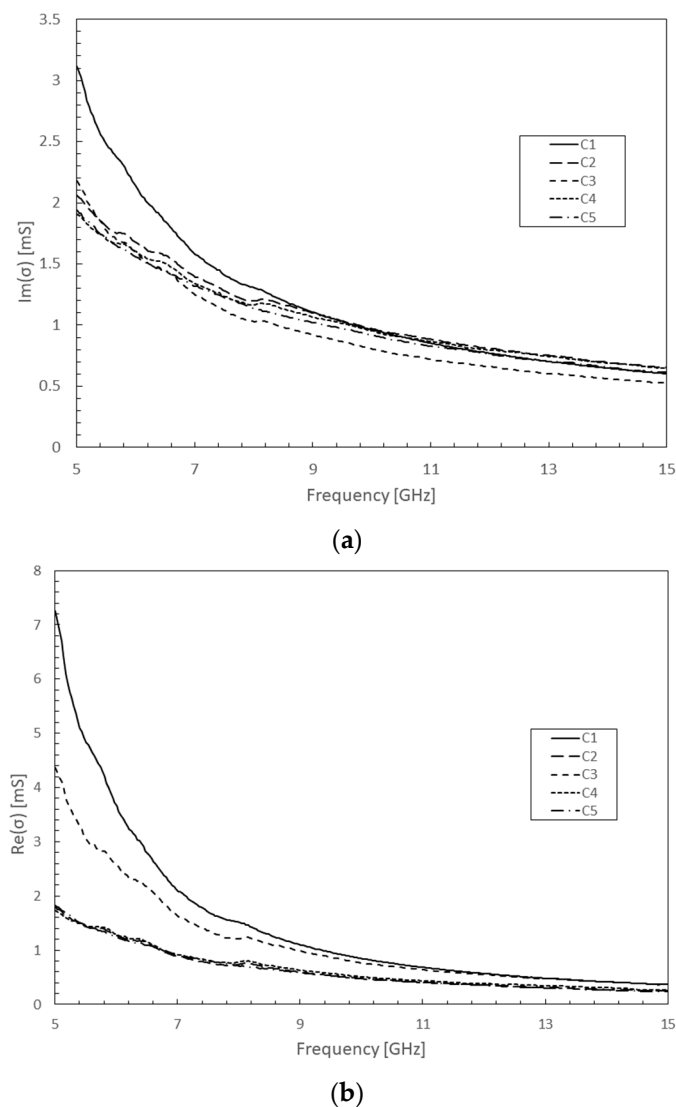 3.5
3
2.5
2
1.5
1
0.5
0
Im(σ) [mS]
C1
C2
C3
C4
C5
5 7 9 11 13 15
Frequency [GHz]
(a)
8
7
6
5
4
3
2
1
0
Re(σ) [mS]
C1
C2
C3
C4
C5
5 7 9 11 13 15
Frequency [GHz]
(b)